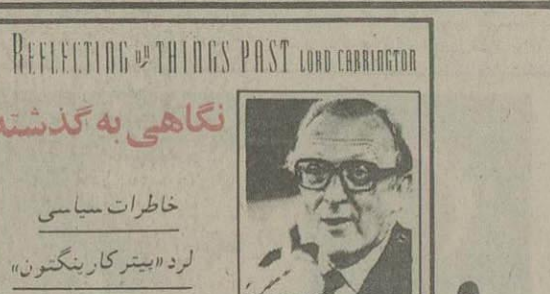 REFLECTING on THINGS PAST LORD CARRINGTON
نگاهی به گذشته
خاطرات سیاسی
لرد «پیتر کارینگتون»